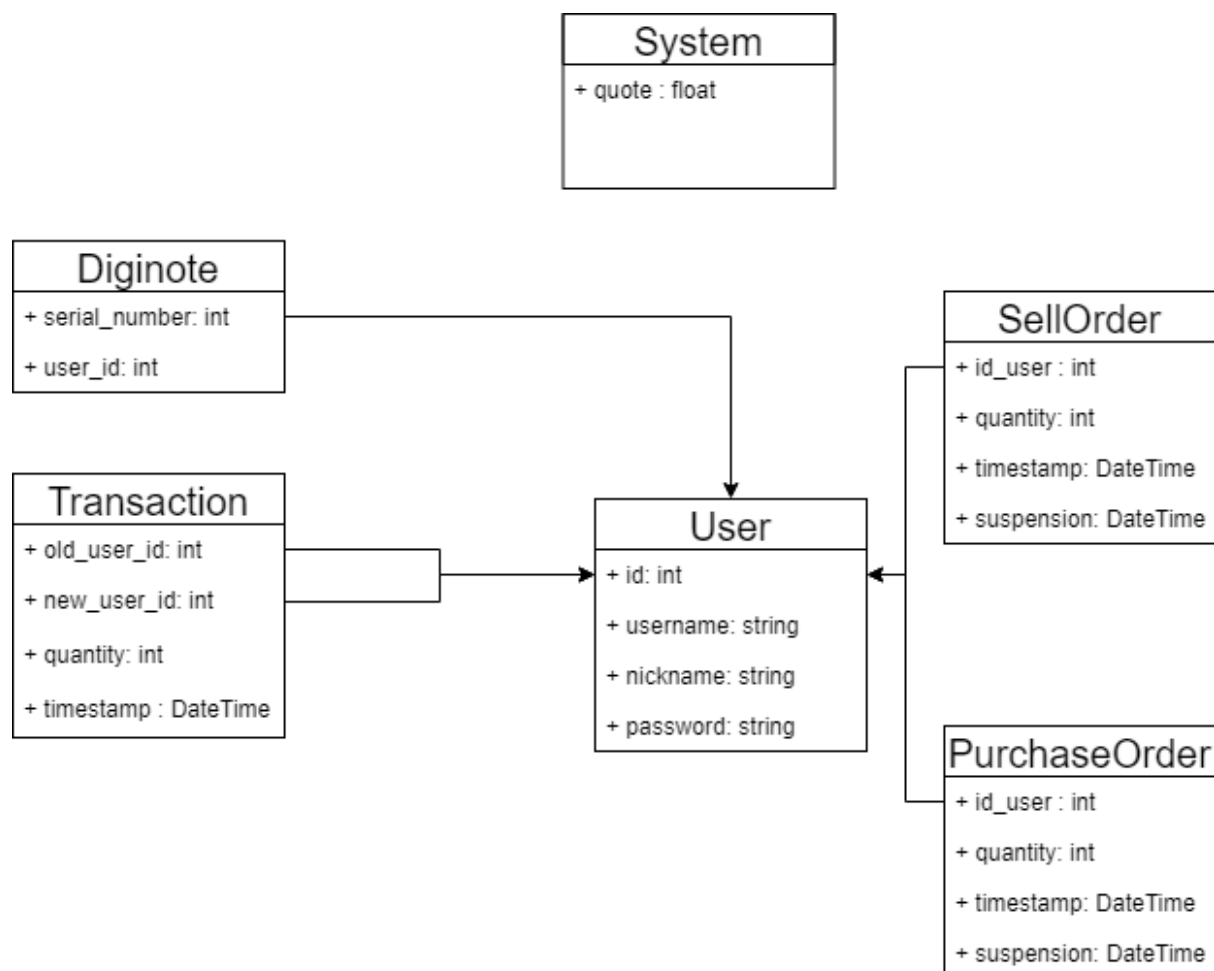 System
+ quote : float
Diginote
+ serial_number: int
+ user_id: int
SellOrder
+ id_user : int
+ quantity: int
+ timestamp: DateTime
+ suspension: DateTime
Transaction
+ old_user_id: int
+ new_user_id: int
+ quantity: int
+ timestamp : DateTime
User
+ id: int
+ username: string
+ nickname: string
+ password: string
PurchaseOrder
+ id_user : int
+ quantity: int
+ timestamp: DateTime
+ suspension: DateTime